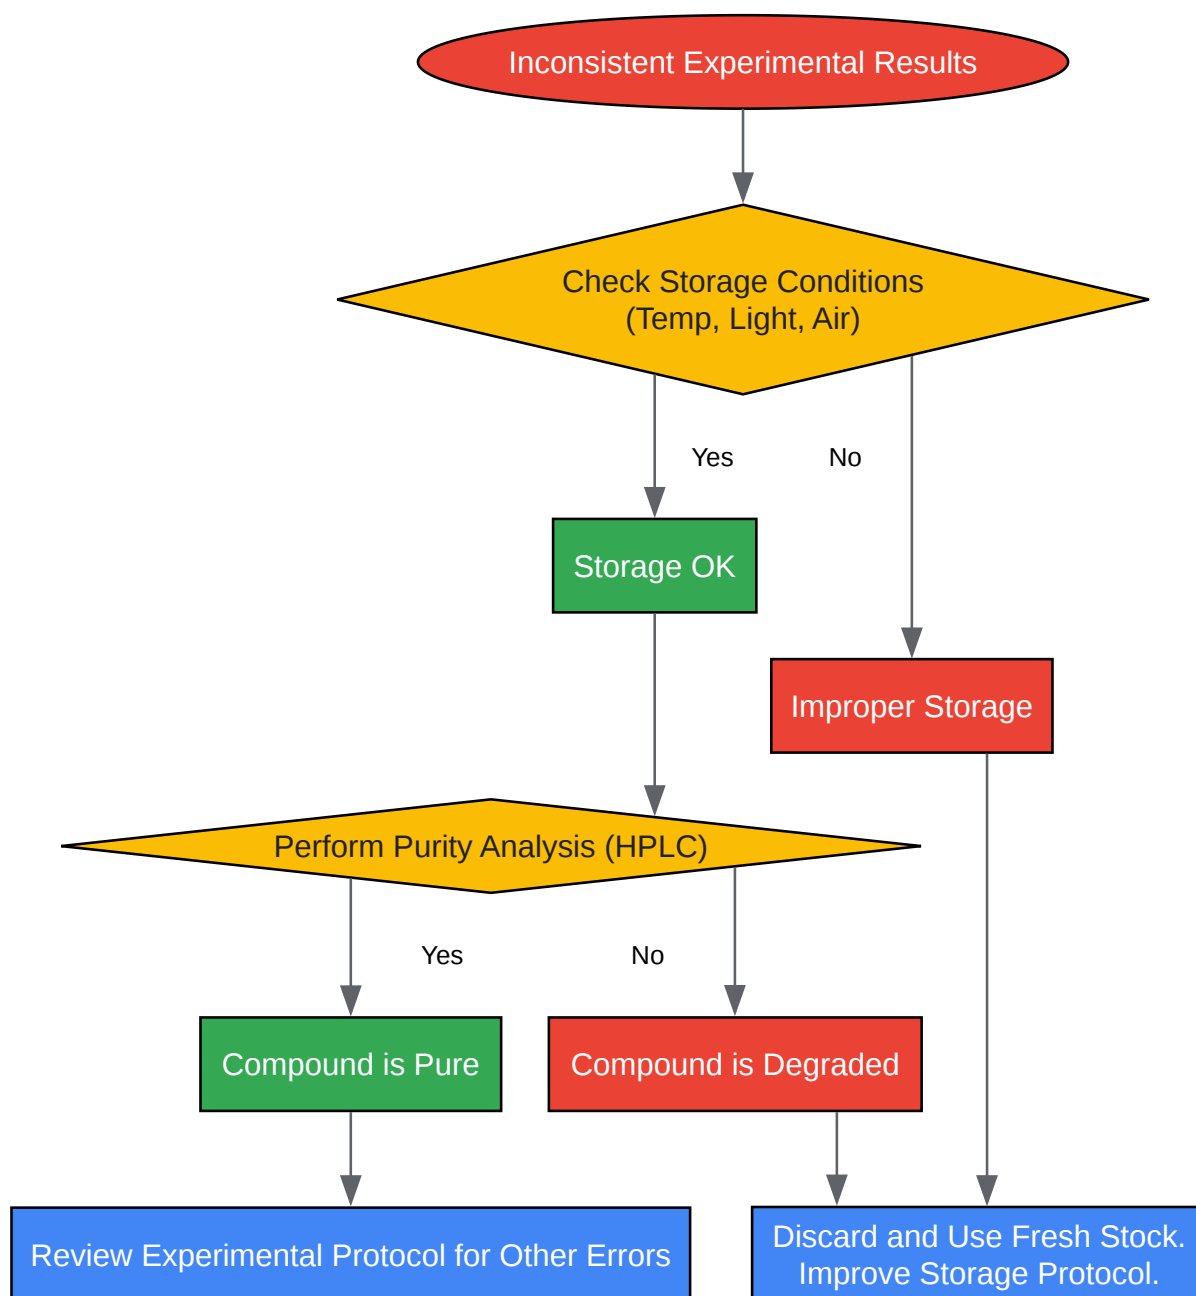 Inconsistent Experimental Results
Check Storage Conditions
(Temp, Light, Air)
Yes
No
Storage OK
Improper Storage
Perform Purity Analysis (HPLC)
Yes
No
Compound is Pure
Compound is Degraded
Review Experimental Protocol for Other Errors
Discard and Use Fresh Stock.
Improve Storage Protocol.